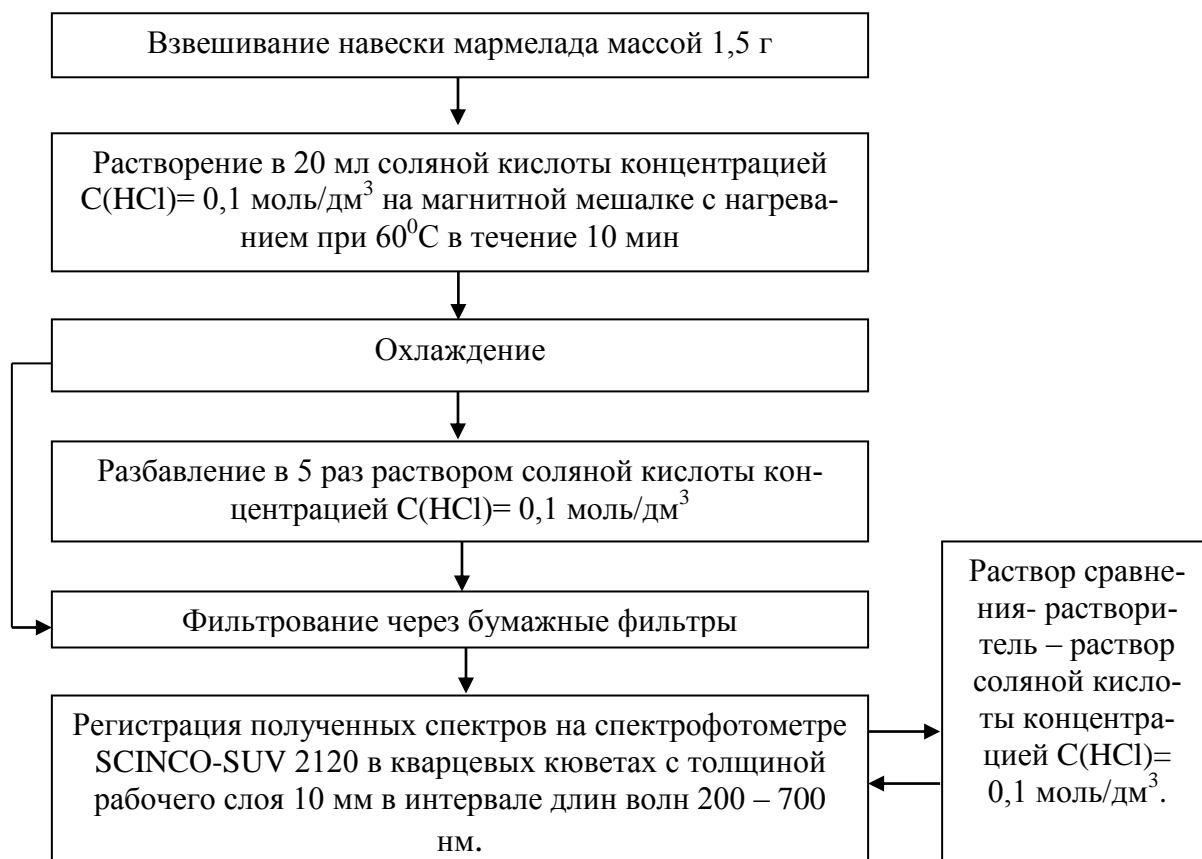 Взвешивание навески мармелада массой 1,5 г
Растворение в 20 мл соляной кислоты концентрацией
C(HCl)= 0,1 моль/дм³ на магнитной мешалке с нагрева-
нием при 60⁰С в течение 10 мин
Охлаждение
Разбавление в 5 раз раствором соляной кислоты кон-
центрацией C(HCl)= 0,1 моль/дм³
Фильтрование через бумажные фильтры
Регистрация полученных спектров на спектрофотометре
SCINCO-SUV 2120 в кварцевых кюветах с толщиной
рабочего слоя 10 мм в интервале длин волн 200 – 700
нм.
Раствор сравне-
ния- раствори-
тель – раствор
соляной кисло-
ты концентра-
цией C(HCl)=
0,1 моль/дм³.